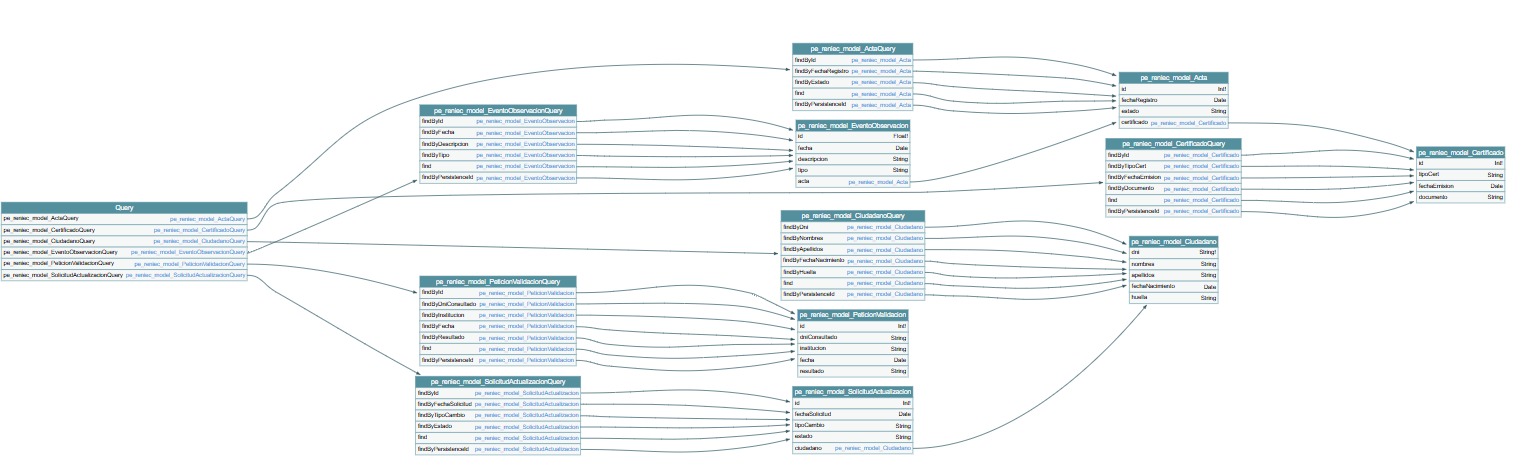 Query
pe_reniec_model_ActaQuery pe_reniec_model_ActaQuery
pe_reniec_model_CertificadoQuery pe_reniec_model_CertificadoQuery
pe_reniec_model_CiudadanoQuery pe_reniec_model_CiudadanoQuery
pe_reniec_model_EventoObservacionQuery pe_reniec_model_EventoObservacionQuery
pe_reniec_model_PeticionValidacionQuery pe_reniec_model_PeticionValidacionQuery
pe_reniec_model_SolicitudActualizacionQuery pe_reniec_model_SolicitudActualizacionQuery
pe_reniec_model_EventoObservacionQuery
findById pe_reniec_model_EventoObservacion
findByFecha pe_reniec_model_EventoObservacion
findByDescripcion pe_reniec_model_EventoObservacion
findByTipo pe_reniec_model_EventoObservacion
find pe_reniec_model_EventoObservacion
findByPersistenceId pe_reniec_model_EventoObservacion
pe_reniec_model_PeticionValidacionQuery
findById pe_reniec_model_PeticionValidacion
findByDniConsultado pe_reniec_model_PeticionValidacion
findByInstitucion pe_reniec_model_PeticionValidacion
findByFecha pe_reniec_model_PeticionValidacion
findByResultado pe_reniec_model_PeticionValidacion
find pe_reniec_model_PeticionValidacion
findByPersistenceId pe_reniec_model_PeticionValidacion
pe_reniec_model_SolicitudActualizacionQuery
findById pe_reniec_model_SolicitudActualizacion
findByFechaSolicitud pe_reniec_model_SolicitudActualizacion
findByTipoCambio pe_reniec_model_SolicitudActualizacion
findByEstado pe_reniec_model_SolicitudActualizacion
find pe_reniec_model_SolicitudActualizacion
findByPersistenceId pe_reniec_model_SolicitudActualizacion
pe_reniec_model_ActaQuery
findById pe_reniec_model_Acta
findByFechaRegistro pe_reniec_model_Acta
findByEstado pe_reniec_model_Acta
find pe_reniec_model_Acta
findByPersistenceId pe_reniec_model_Acta
pe_reniec_model_EventoObservacion
id Float!
fecha Date
descripcion String
tipo String
acta pe_reniec_model_Acta
pe_reniec_model_CiudadanoQuery
findByDni pe_reniec_model_Ciudadano
findByNombres pe_reniec_model_Ciudadano
findByApellidos pe_reniec_model_Ciudadano
findByFechaNacimiento pe_reniec_model_Ciudadano
findByHuella pe_reniec_model_Ciudadano
find pe_reniec_model_Ciudadano
findByPersistenceId pe_reniec_model_Ciudadano
pe_reniec_model_PeticionValidacion
id Int!
dniConsultado String
institucion String
fecha Date
resultado String
pe_reniec_model_SolicitudActualizacion
id Int!
fechaSolicitud Date
tipoCambio String
estado String
ciudadano pe_reniec_model_Ciudadano
pe_reniec_model_Acta
id Int!
fechaRegistro Date
estado String
certificado pe_reniec_model_Certificado
pe_reniec_model_CertificadoQuery
findById pe_reniec_model_Certificado
findByTipoCert pe_reniec_model_Certificado
findByFechaEmision pe_reniec_model_Certificado
findByDocumento pe_reniec_model_Certificado
find pe_reniec_model_Certificado
findByPersistenceId pe_reniec_model_Certificado
pe_reniec_model_Ciudadano
dni String!
nombres String
apellidos String
fechaNacimiento Date
huella String
pe_reniec_model_Certificado
id Int!
tipoCert String
fechaEmision Date
documento String